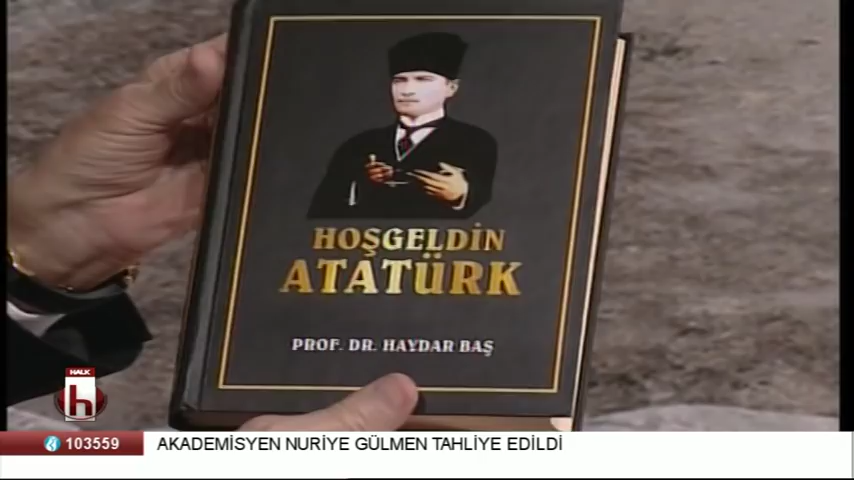 HOŞGELDİN
ATATÜRK
PROF. DR. HAYDAR BAŞ
HALK
h
103559
AKADEMİSYEN NURİYE GÜLMEN TAHLİYE EDİLDİ